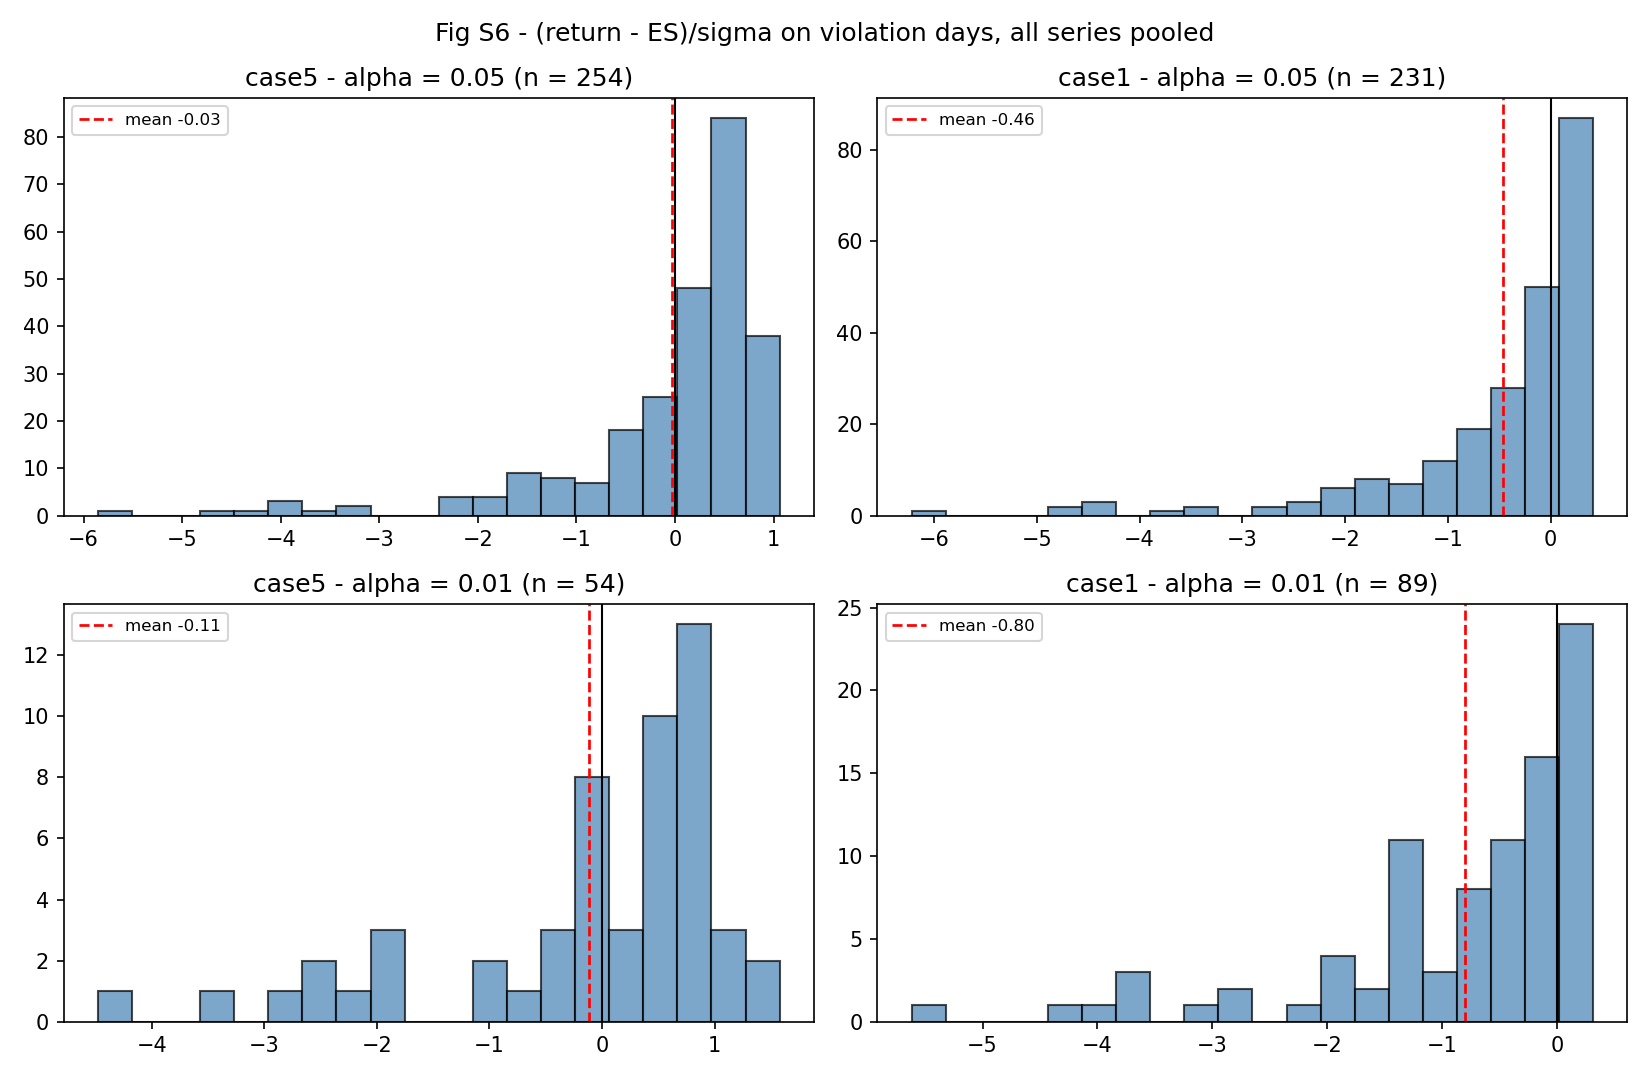 Fig S6 - (return - ES)/sigma on violation days, all series pooled
case5 - alpha = 0.05 (n = 254)
mean -0.03
80
70
60
50
40
30
20
10
0
−6 −5 −4 −3 −2 −1 0 1
case1 - alpha = 0.05 (n = 231)
mean -0.46
80
60
40
20
0
−6 −5 −4 −3 −2 −1 0
case5 - alpha = 0.01 (n = 54)
mean -0.11
12
10
8
6
4
2
0
−4 −3 −2 −1 0 1
case1 - alpha = 0.01 (n = 89)
mean -0.80
25
20
15
10
5
0
−5 −4 −3 −2 −1 0